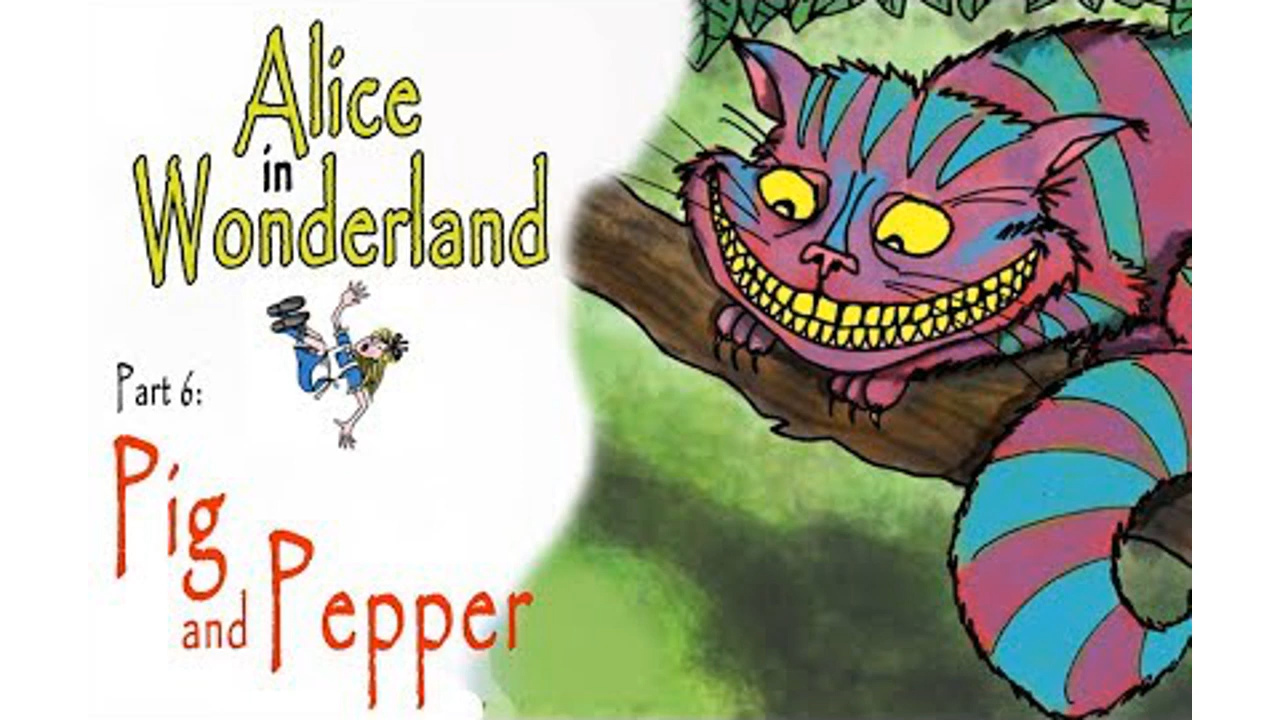 Alice
in
Wonderland
Part 6:
Pig
and Pepper